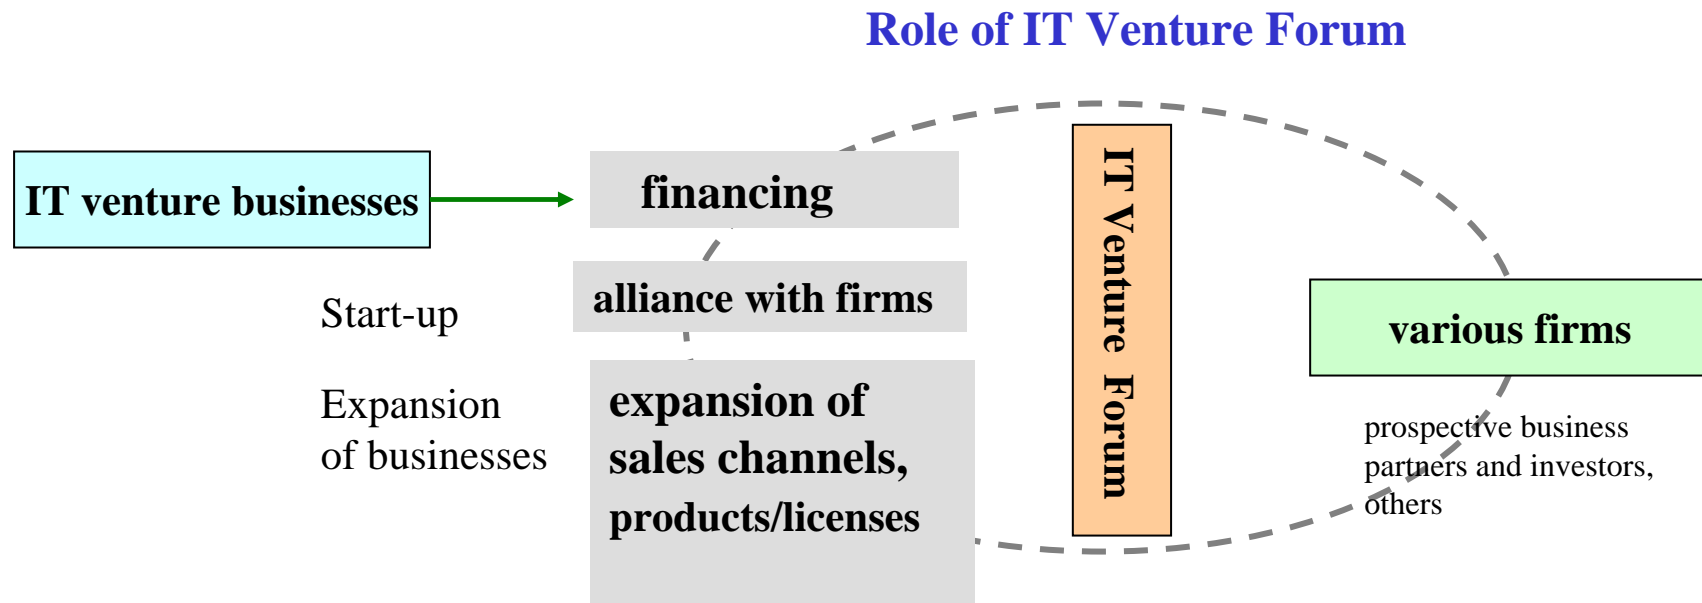 Role of IT Venture Forum
IT venture businesses
financing
alliance with firms
Start-up
Expansion
of businesses
expansion of
sales channels,
products/licenses
IT Venture Forum
various firms
prospective business
partners and investors,
others